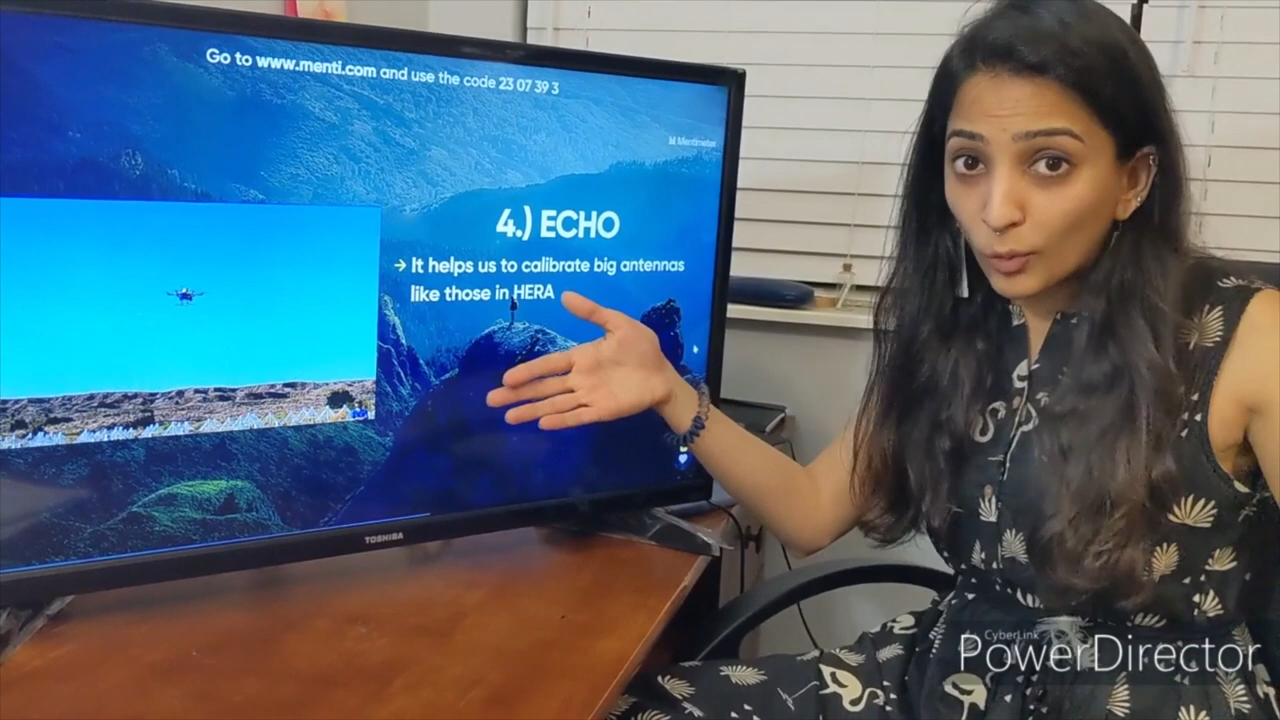 Go to www.menti.com and use the code 23 07 39 3
Mentimeter
4.) ECHO
→ It helps us to calibrate big antennas
like those in HERA
TOSHIBA
CyberLink
PowerDirector